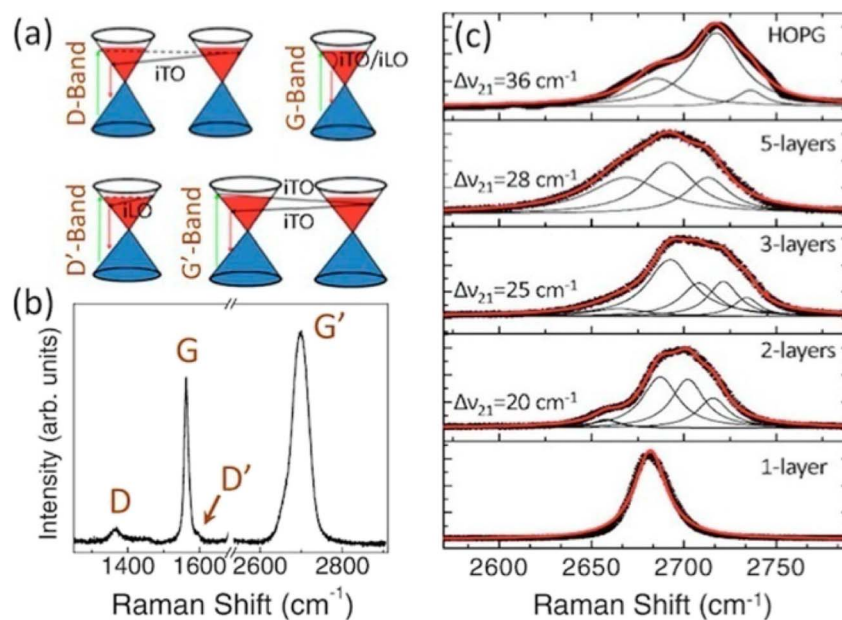 (a)
D-Band
iTO
G-Band
iTO/iLO
D'-Band
iLO
G'-Band
iTO
iTO
(b)
Intensity (arb. units)
D
G
D'
G'
1400 1600 2600 2800
Raman Shift (cm⁻¹)
(c)
HOPG
Δν₂₁=36 cm⁻¹
5-layers
Δν₂₁=28 cm⁻¹
3-layers
Δν₂₁=25 cm⁻¹
2-layers
Δν₂₁=20 cm⁻¹
1-layer
2600 2650 2700 2750
Raman Shift (cm⁻¹)